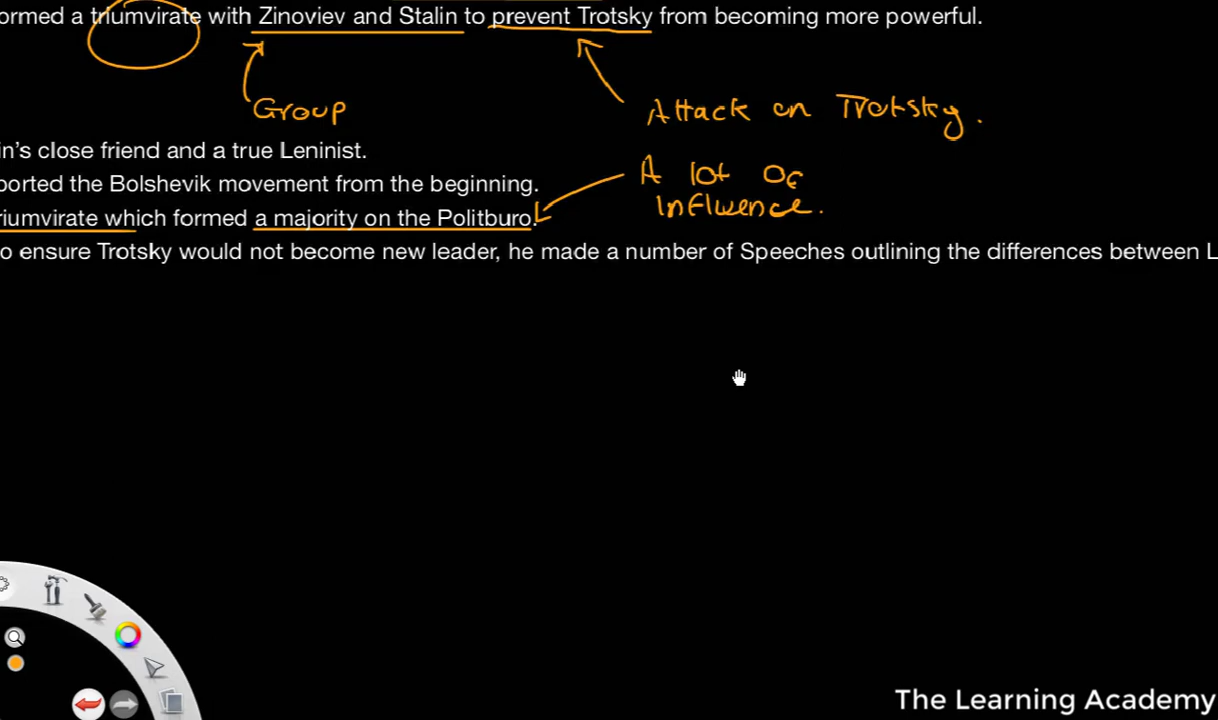 ormed a triumvirate with Zinoviev and Stalin to prevent Trotsky from becoming more powerful.
Group
Attack on Trotsky.
in's close friend and a true Leninist.
ported the Bolshevik movement from the beginning.
A lot of
influence.
riumvirate which formed a majority on the Politburo.
o ensure Trotsky would not become new leader, he made a number of Speeches outlining the differences between L
The Learning Academy